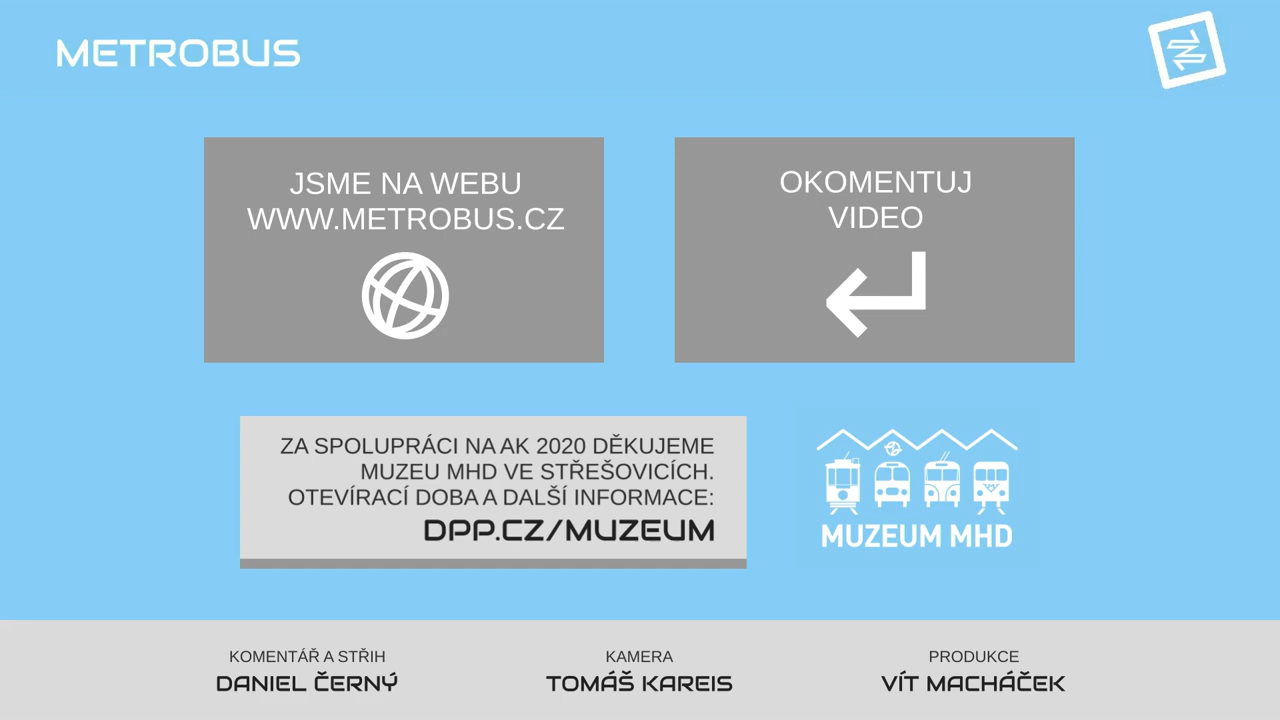 METROBUS
JSME NA WEBU
WWW.METROBUS.CZ
OKOMENTUJ
VIDEO
ZA SPOLUPRÁCI NA AK 2020 DĚKUJEME
MUZEU MHD VE STŘEŠOVICÍCH.
OTEVÍRACÍ DOBA A DALŠÍ INFORMACE:
DPP.CZ/MUZEUM
MUZEUM MHD
KOMENTÁŘ A STŘIH
DANIEL ČERNÝ
KAMERA
TOMÁŠ KAREIS
PRODUKCE
VÍT MACHÁČEK